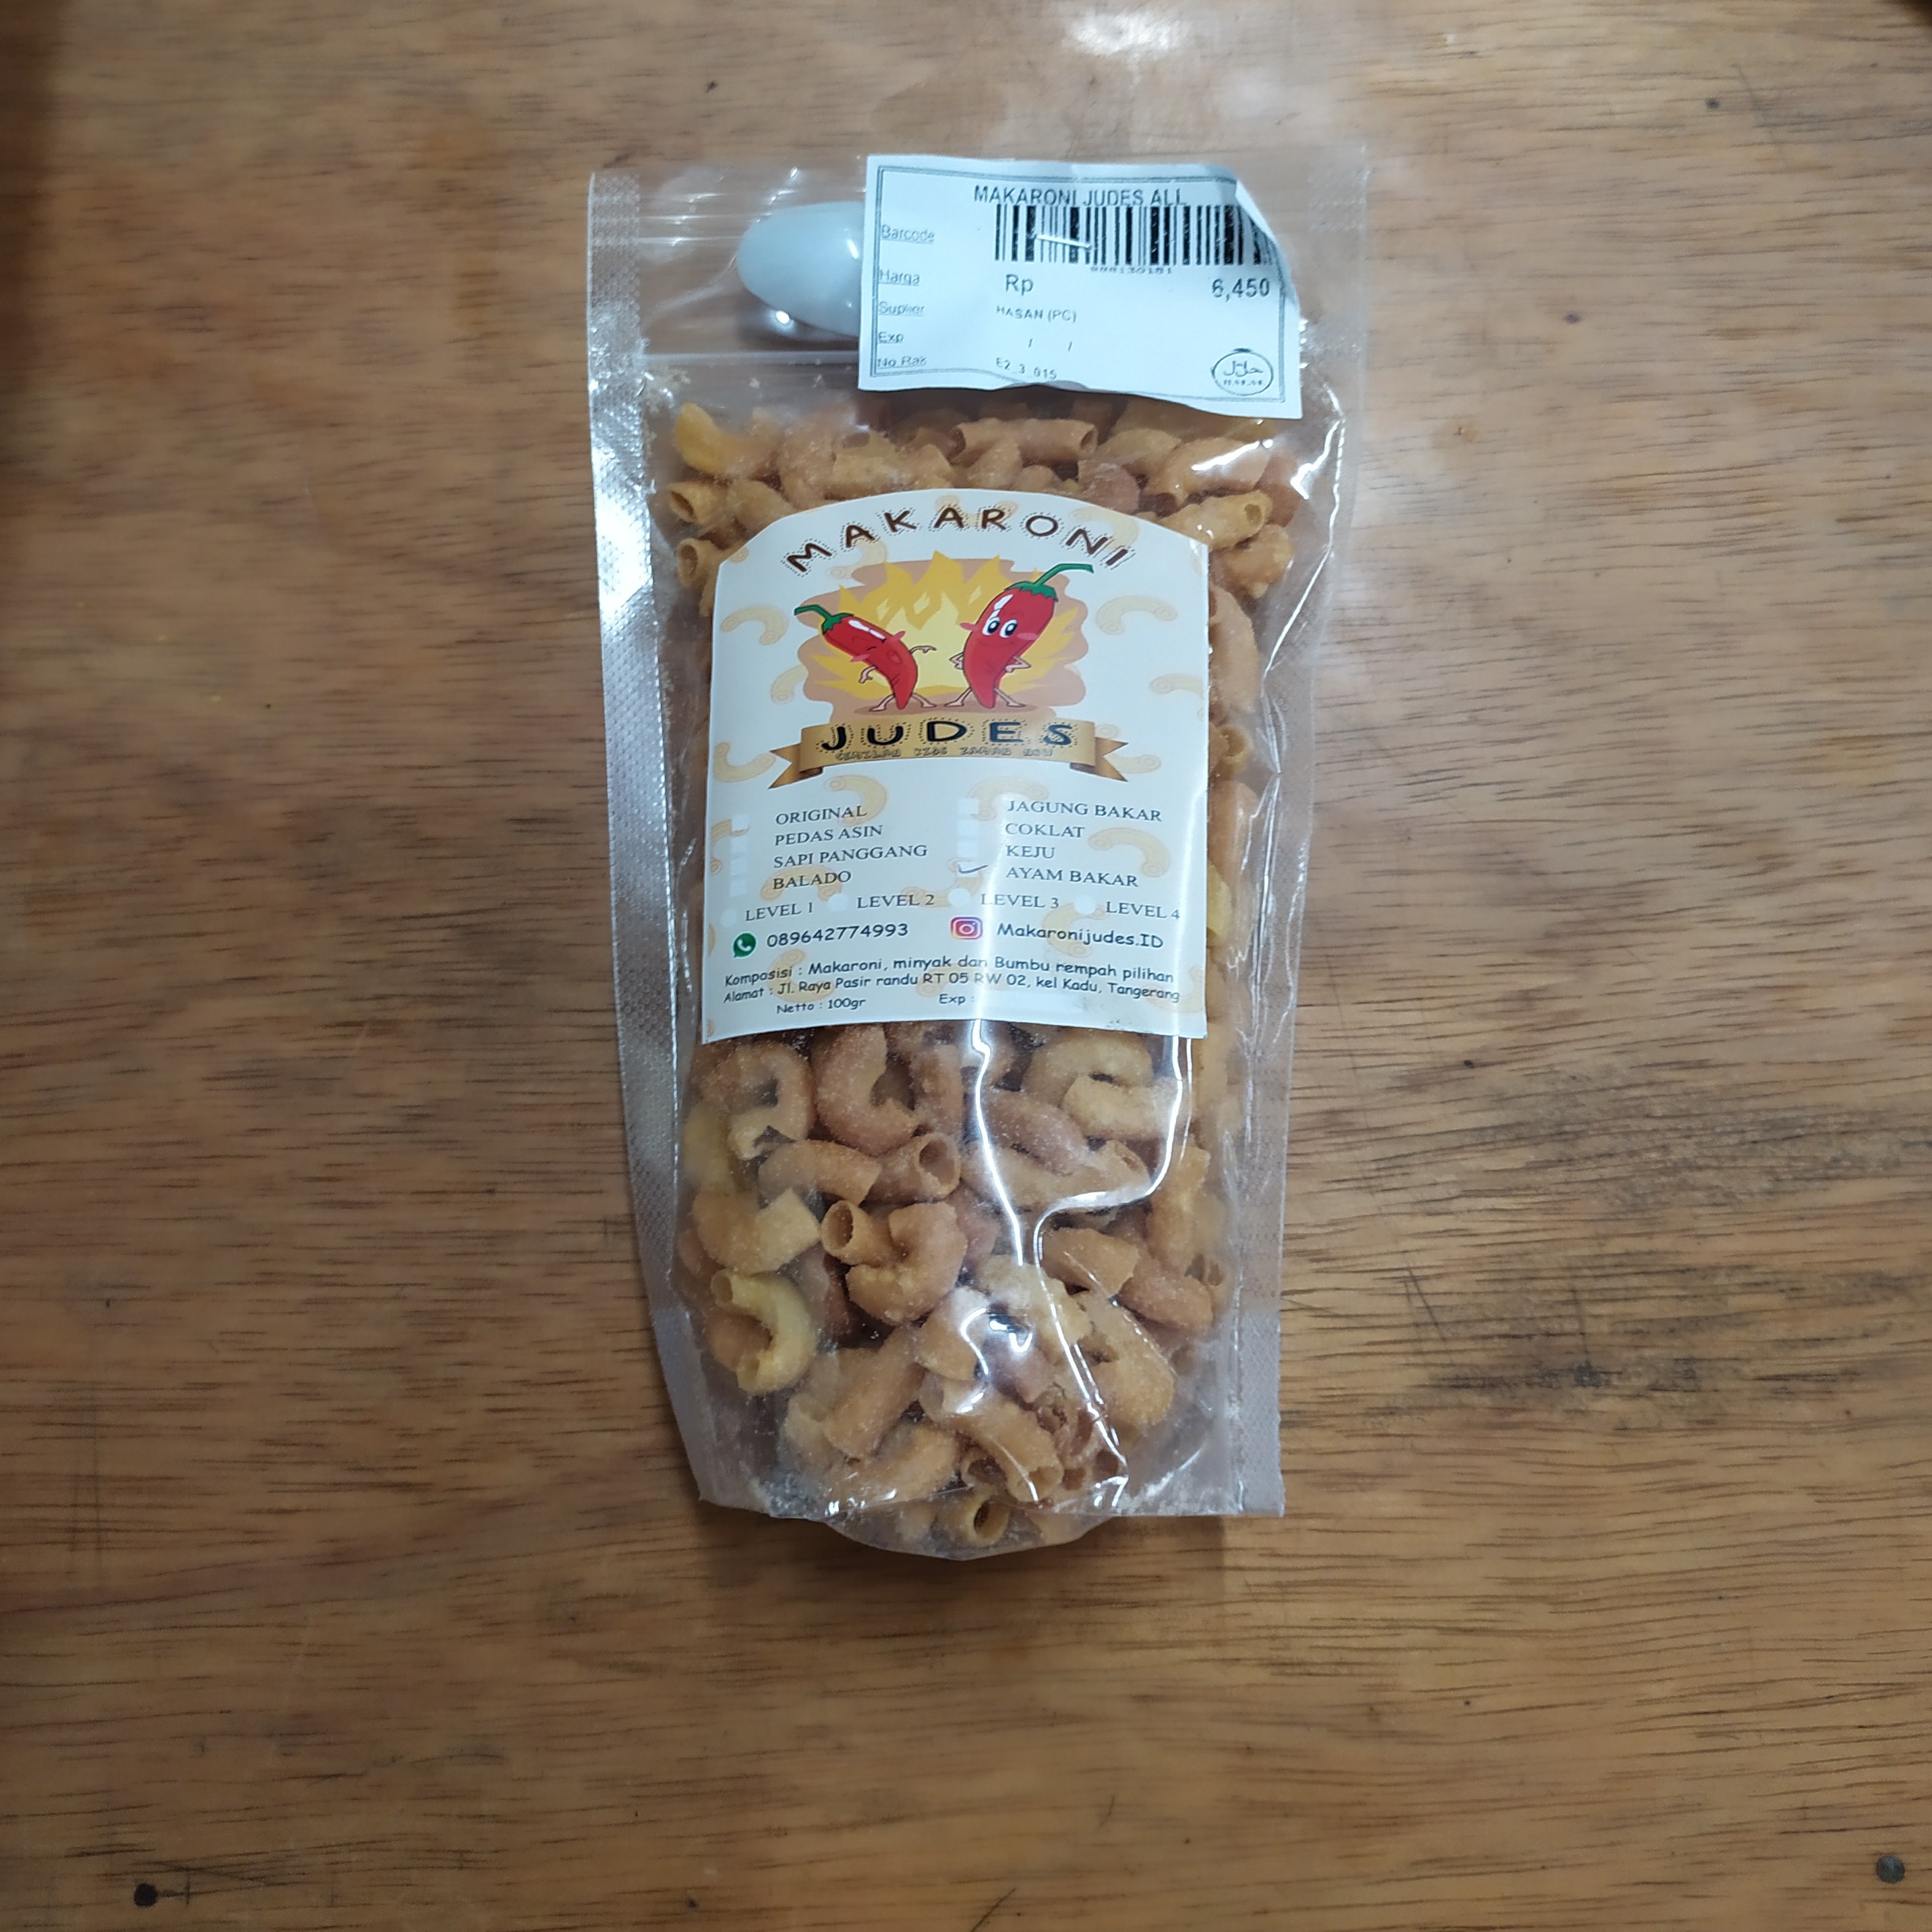 MAKARONI JUDES ALL
Barcode
Harga Rp 6,450
Suplier HASAN (PC)
Exp / /
No Rak E2_3_015
حلال
HALAL
MAKARONI
JUDES
ORIGINAL JAGUNG BAKAR
PEDAS ASIN COKLAT
SAPI PANGGANG KEJU
BALADO AYAM BAKAR
LEVEL 1 LEVEL 2 LEVEL 3 LEVEL 4
089642774993 Makaronijudes.ID
Komposisi : Makaroni, minyak dan Bumbu rempah pilihan
Alamat : Jl. Raya Pasir randu RT 05 RW 02, kel Kadu, Tangerang
Netto : 100gr Exp :